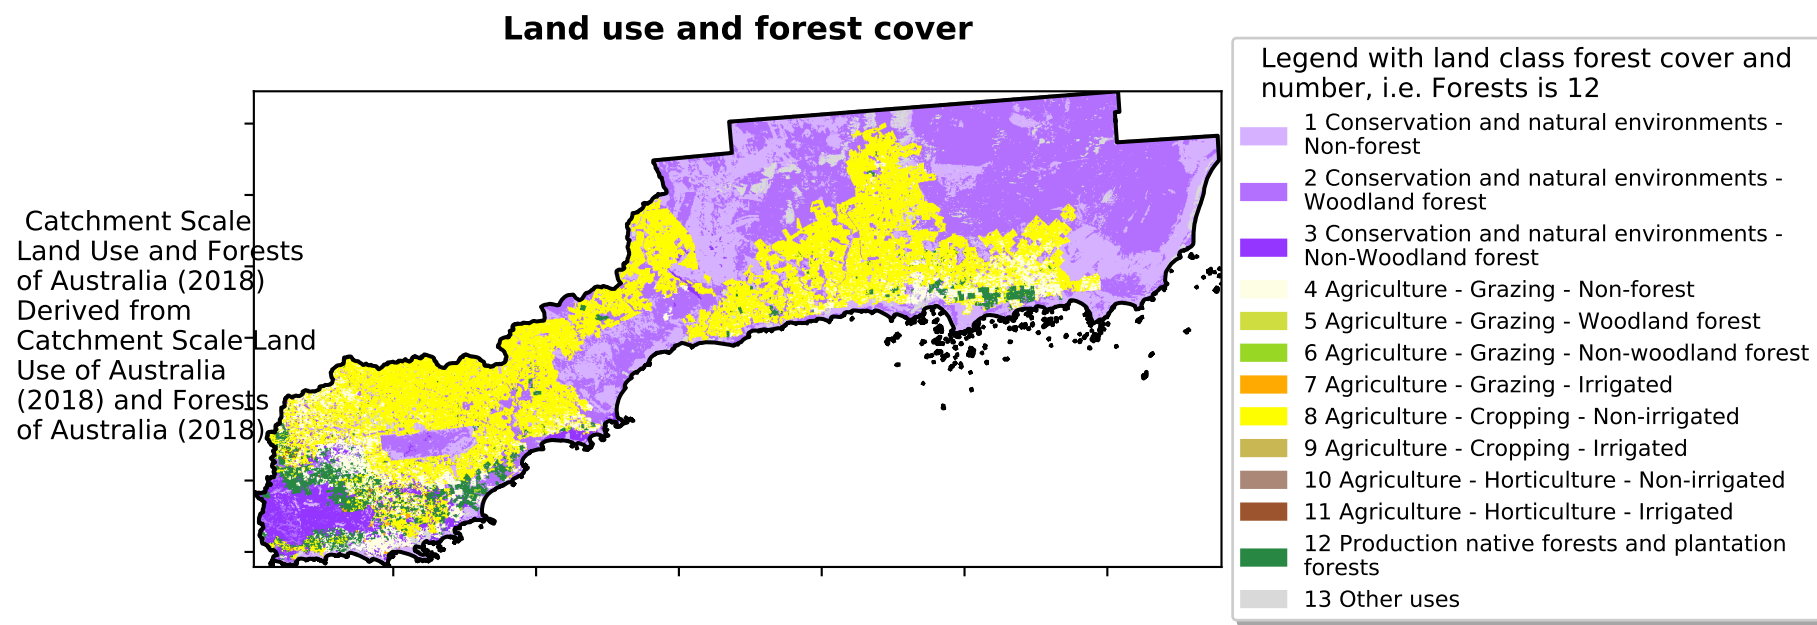 Land use and forest cover
Catchment Scale
Land Use and Forests
of Australia (2018)
Derived from
Catchment Scale Land
Use of Australia
(2018) and Forests
of Australia (2018)
Legend with land class forest cover and
number, i.e. Forests is 12
1 Conservation and natural environments -
Non-forest
2 Conservation and natural environments -
Woodland forest
3 Conservation and natural environments -
Non-Woodland forest
4 Agriculture - Grazing - Non-forest
5 Agriculture - Grazing - Woodland forest
6 Agriculture - Grazing - Non-woodland forest
7 Agriculture - Grazing - Irrigated
8 Agriculture - Cropping - Non-irrigated
9 Agriculture - Cropping - Irrigated
10 Agriculture - Horticulture - Non-irrigated
11 Agriculture - Horticulture - Irrigated
12 Production native forests and plantation
forests
13 Other uses